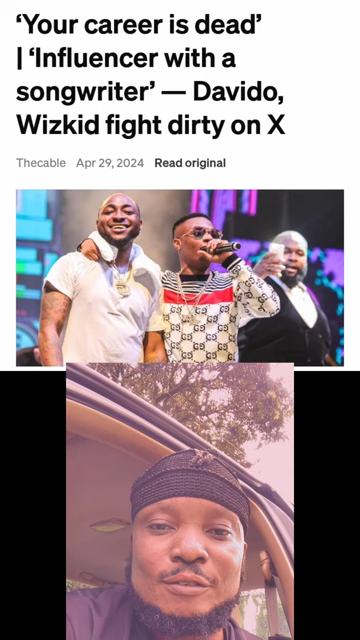 ‘Your career is dead’
| ‘Influencer with a
songwriter’ — Davido,
Wizkid fight dirty on X
Thecable Apr 29, 2024 Read original